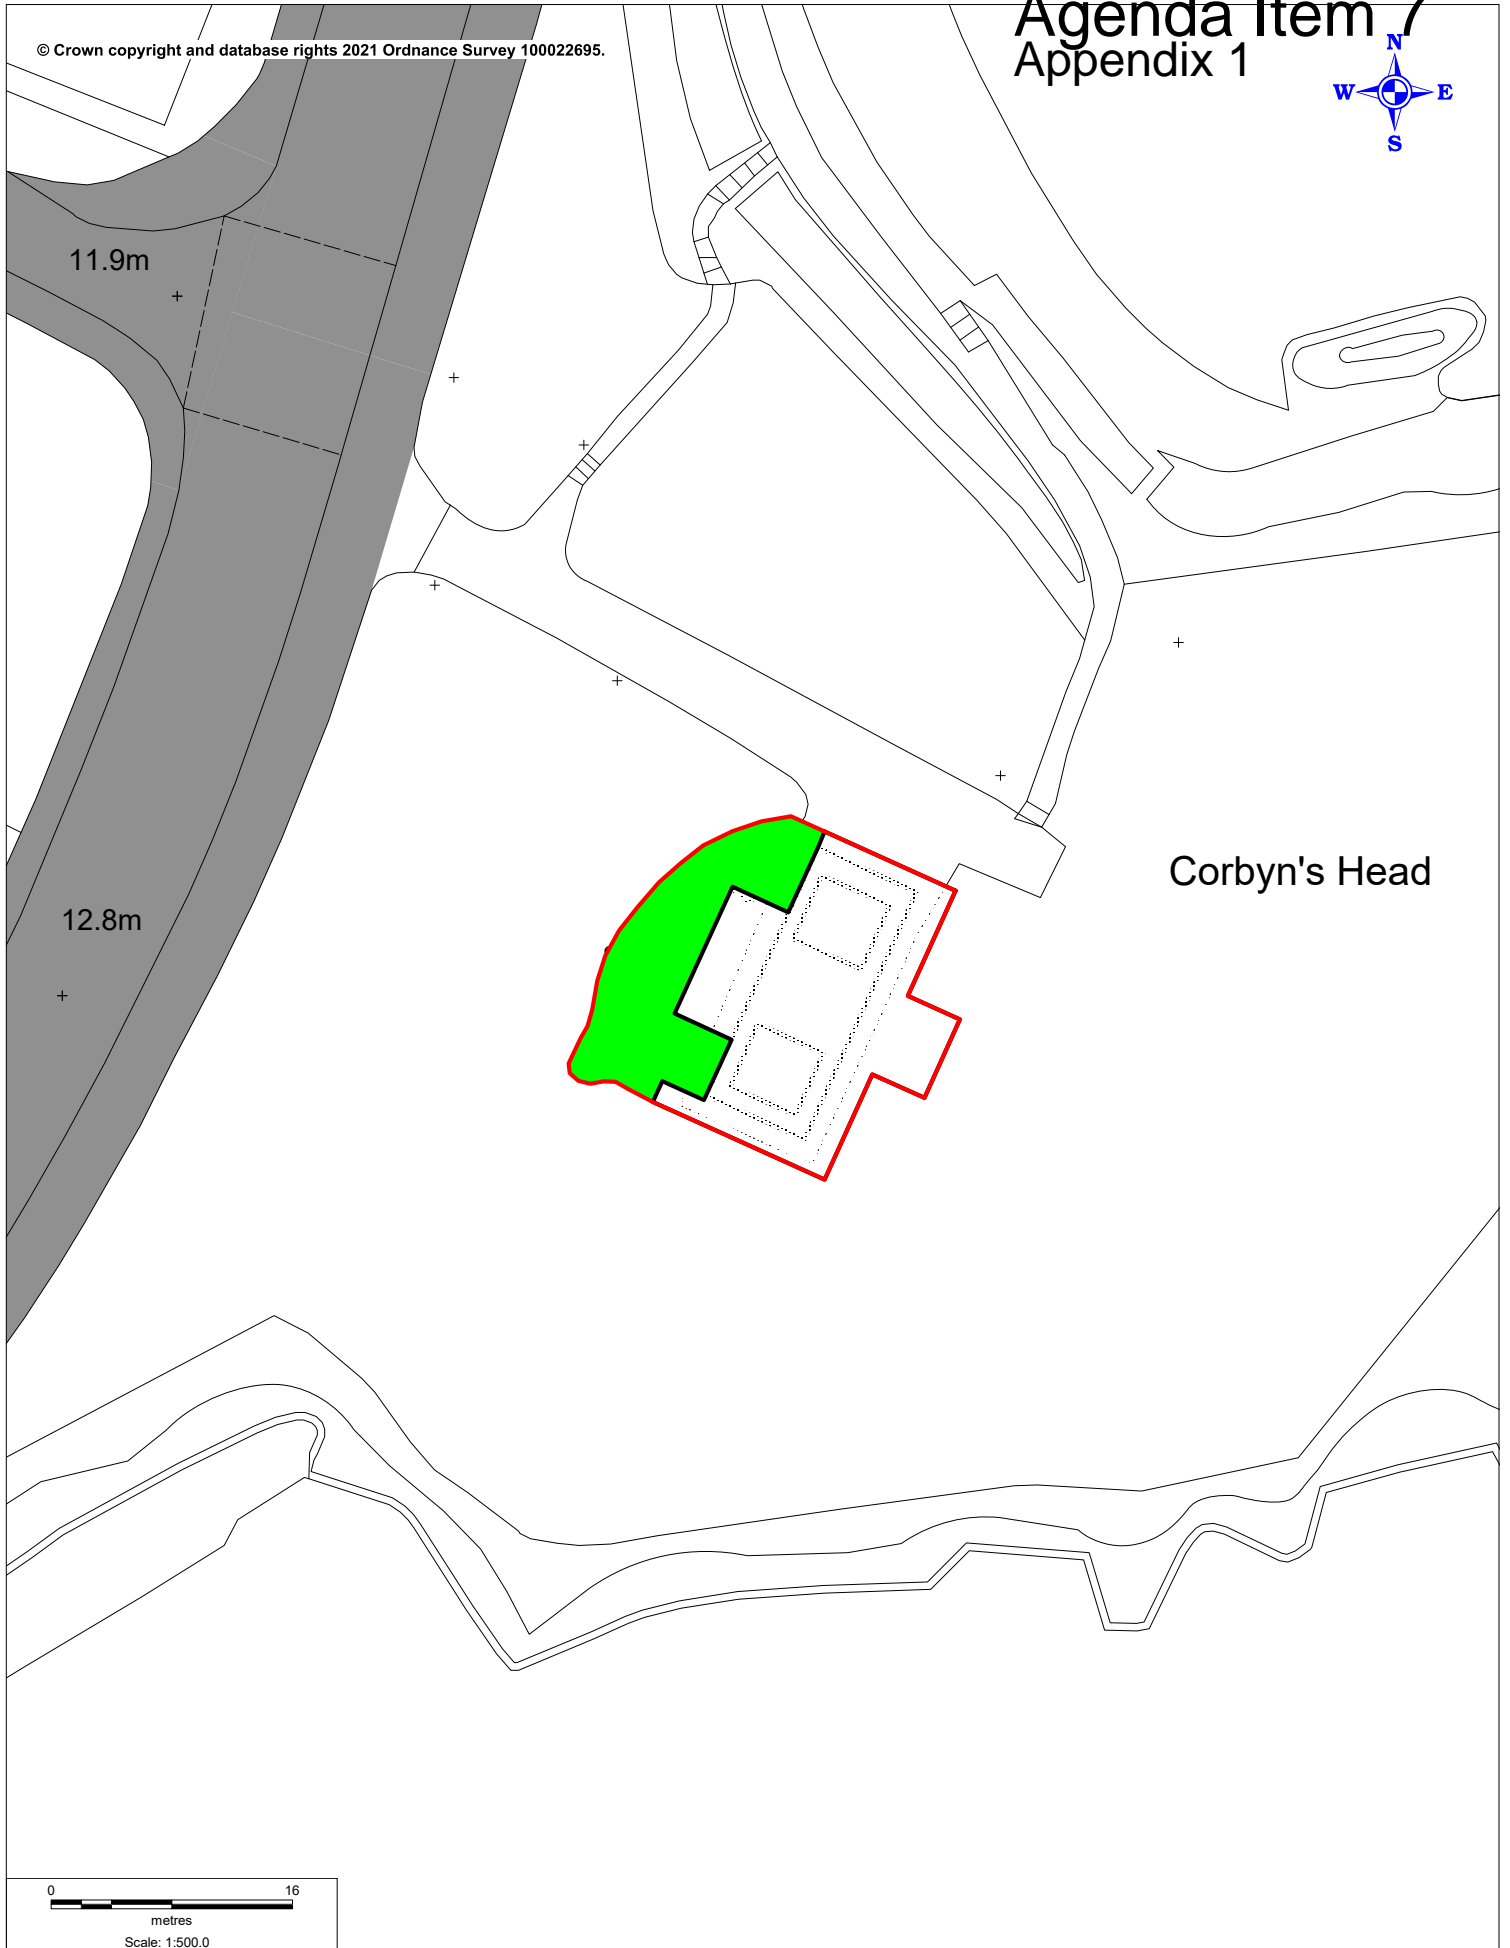 Agenda Item 7
Appendix 1
© Crown copyright and database rights 2021 Ordnance Survey 100022695.
N
W E
S
11.9m
Corbyn's Head
12.8m
0 16
metres
Scale: 1:500.0